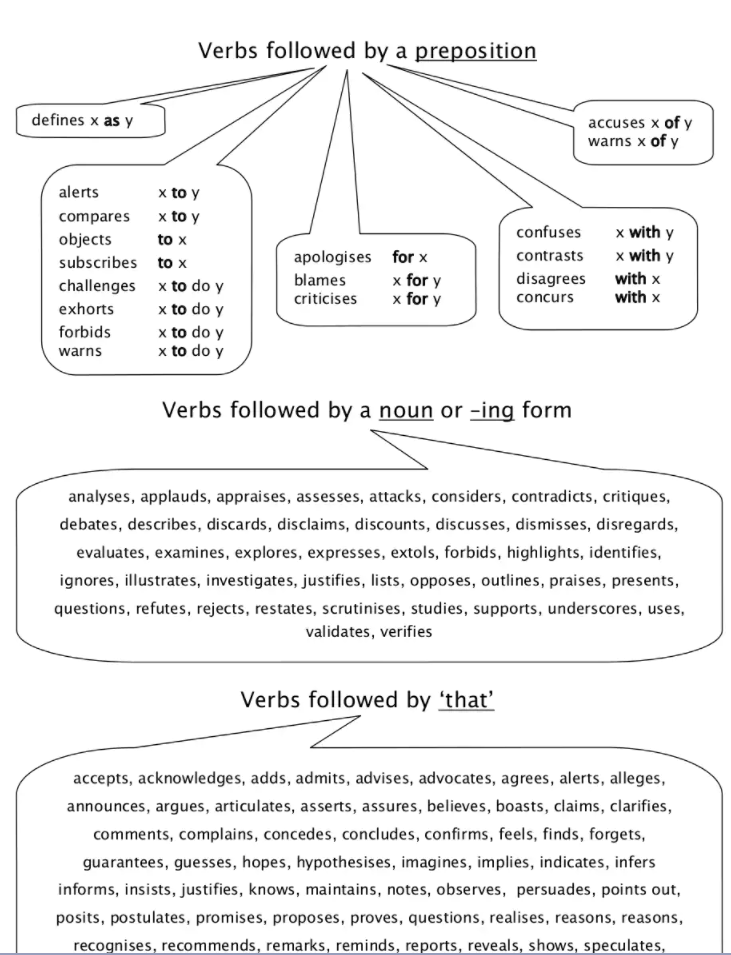 Verbs followed by a preposition
defines x as y
accuses x of y
warns x of y
alerts x to y
compares x to y
objects to x
subscribes to x
challenges x to do y
exhorts x to do y
forbids x to do y
warns x to do y
apologises for x
blames x for y
criticises x for y
confuses x with y
contrasts x with y
disagrees with x
concurs with x
Verbs followed by a noun or –ing form
analyses, applauds, appraises, assesses, attacks, considers, contradicts, critiques,
debates, describes, discards, disclaims, discounts, discusses, dismisses, disregards,
evaluates, examines, explores, expresses, extols, forbids, highlights, identifies,
ignores, illustrates, investigates, justifies, lists, opposes, outlines, praises, presents,
questions, refutes, rejects, restates, scrutinises, studies, supports, underscores, uses,
validates, verifies
Verbs followed by ‘that’
accepts, acknowledges, adds, admits, advises, advocates, agrees, alerts, alleges,
announces, argues, articulates, asserts, assures, believes, boasts, claims, clarifies,
comments, complains, concedes, concludes, confirms, feels, finds, forgets,
guarantees, guesses, hopes, hypothesises, imagines, implies, indicates, infers
informs, insists, justifies, knows, maintains, notes, observes, persuades, points out,
posits, postulates, promises, proposes, proves, questions, realises, reasons, reasons,
recognises, recommends, remarks, reminds, reports, reveals, shows, speculates,